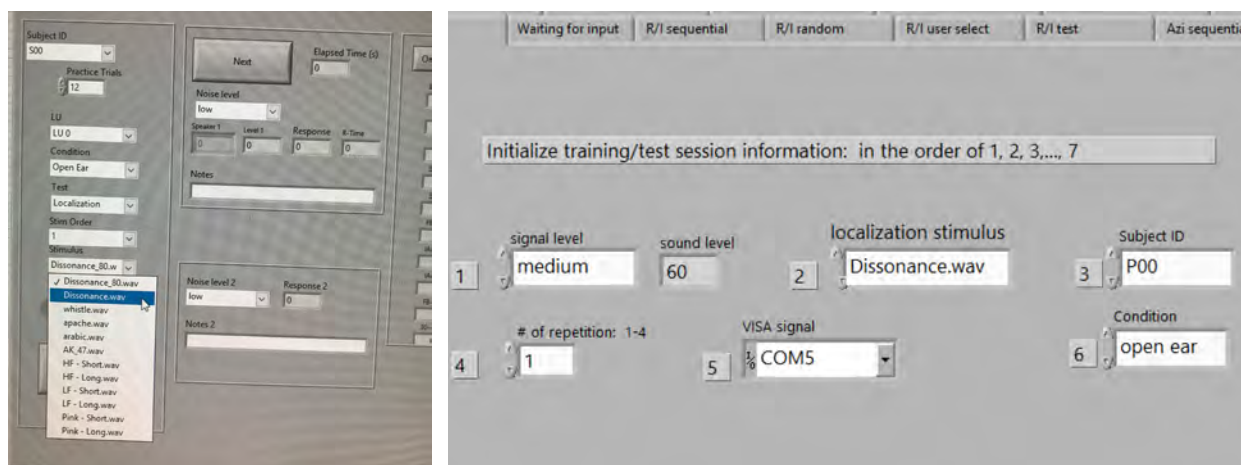 Subject ID
S00
Practice Trials
12
LU
LU 0
Condition
Open Ear
Test
Localization
Stim Order
1
Stimulus
Dissonance_80.w
✓ Dissonance_80.wav
Dissonance.wav
whistle.wav
apache.wav
arabic.wav
AK_47.wav
HF - Short.wav
HF - Long.wav
LF - Short.wav
LF - Long.wav
Pink - Short.wav
Pink - Long.wav
Next
Elapsed Time (s)
0
Noise level
low
Speaker 1 Level 1 Response R-Time
0 0 0 0
Notes
Noise level 2 Response 2
low 0
Notes 2
Waiting for input R/I sequential R/I random R/I user select R/I test Azi sequentia
Initialize training/test session information: in the order of 1, 2, 3,..., 7
signal level sound level localization stimulus Subject ID
1 medium 60 2 Dissonance.wav 3 P00
# of repetition: 1-4 VISA signal Condition
4 1 5 COM5 6 open ear